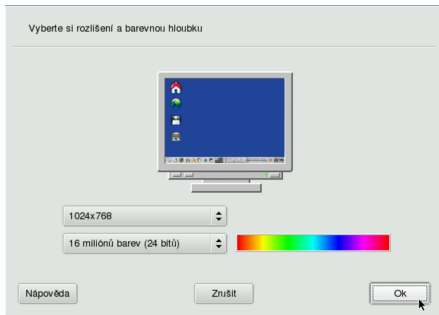 Vyberte si rozlišení a barevnou hloubku
1024x768
16 miliónů barev (24 bitů)
Nápověda
Zrušit
Ok